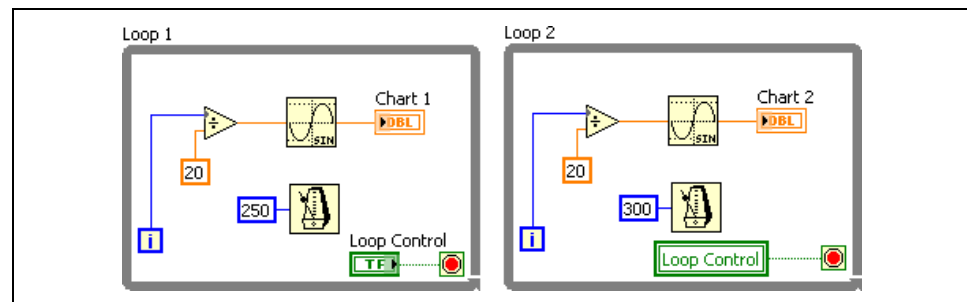 Loop 1
Chart 1
DBL
SIN
20
250
i
Loop Control
TF
Loop 2
Chart 2
DBL
SIN
20
300
i
Loop Control